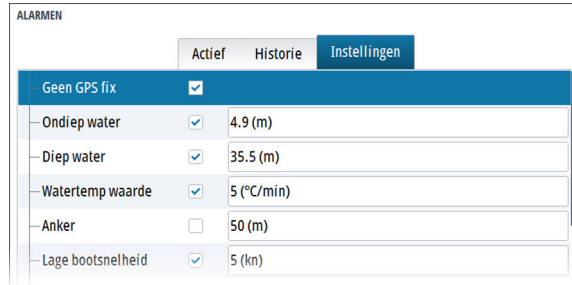 ALARMEN
Actief Historie Instellingen
Geen GPS fix
Ondiep water 4.9 (m)
Diep water 35.5 (m)
Watertemp waarde 5 (°C/min)
Anker 50 (m)
Lage bootsnelheid 5 (kn)